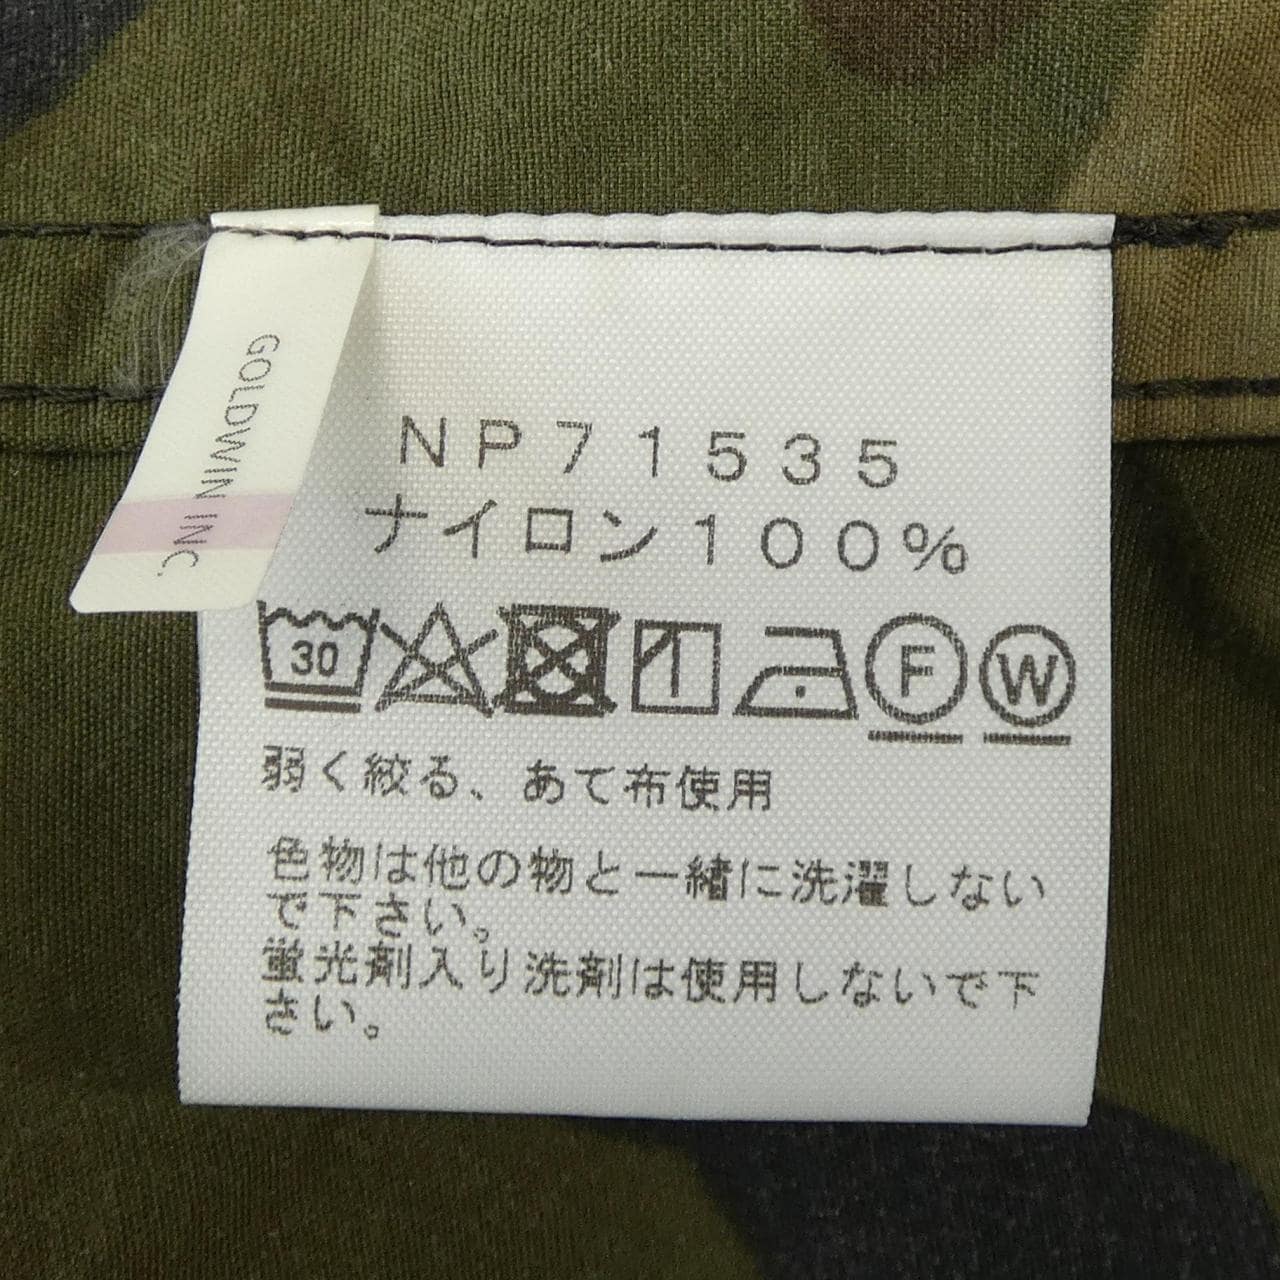 GOLDWIN INC
NP71535
ナイロン100%
30
F
W
弱く絞る、あて布使用
色物は他の物と一緒に洗濯しない
で下さい。
蛍光剤入り洗剤は使用しないで下
さい。